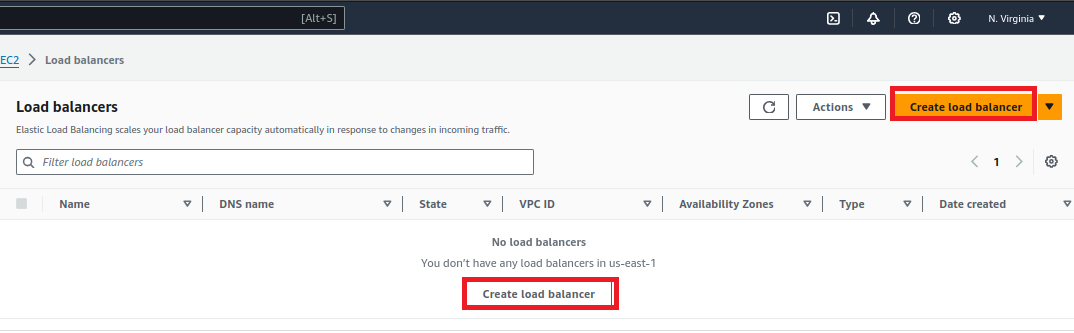 [Alt+S]
N. Virginia
EC2 Load balancers
Load balancers
Actions
Create load balancer
Elastic Load Balancing scales your load balancer capacity automatically in response to changes in incoming traffic.
Filter load balancers
1
Name DNS name State VPC ID Availability Zones Type Date created
No load balancers
You don't have any load balancers in us-east-1
Create load balancer